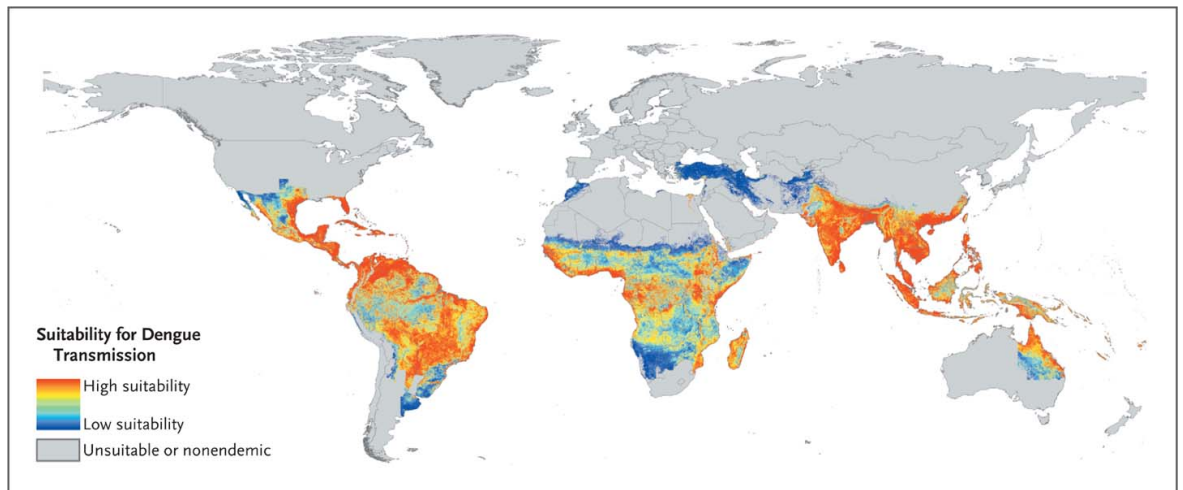 Suitability for Dengue
Transmission
High suitability
Low suitability
Unsuitable or nonendemic